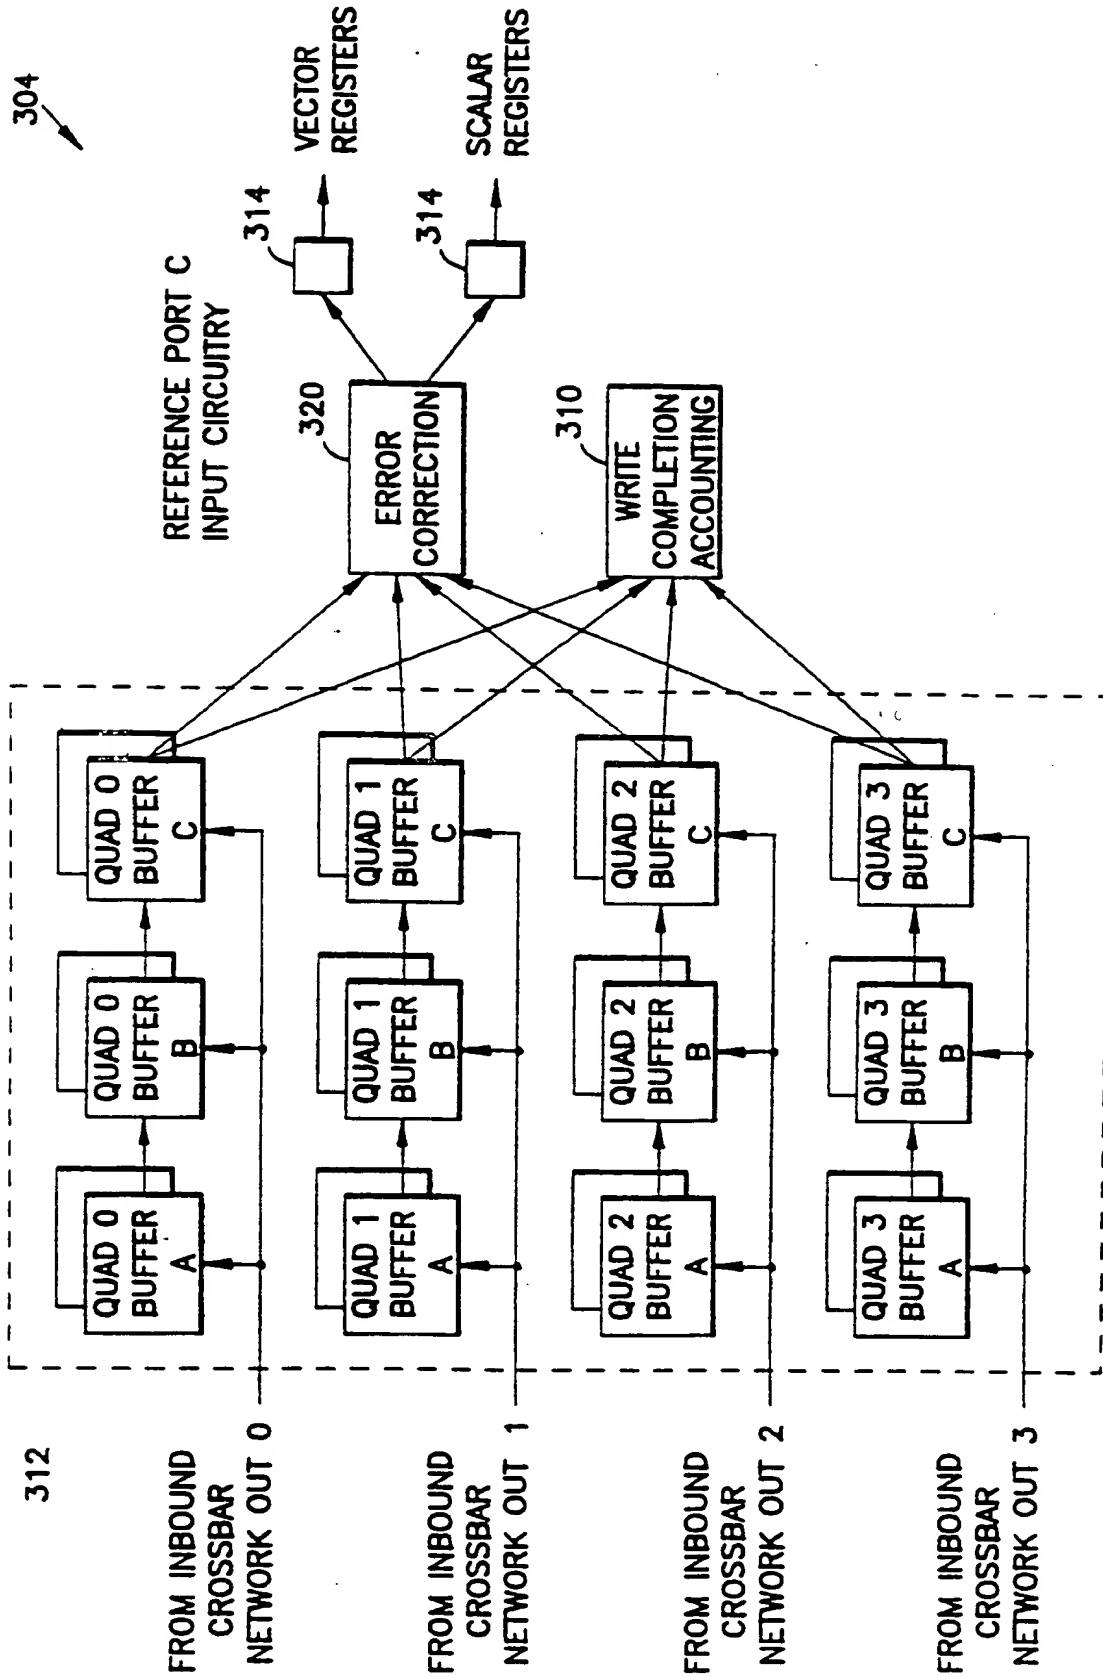 304
REFERENCE PORT C
INPUT CIRCUITRY
312
FROM INBOUND
CROSSBAR
NETWORK OUT 0
QUAD 0
BUFFER
A
QUAD 0
BUFFER
B
QUAD 0
BUFFER
C
FROM INBOUND
CROSSBAR
NETWORK OUT 1
QUAD 1
BUFFER
A
QUAD 1
BUFFER
B
QUAD 1
BUFFER
C
FROM INBOUND
CROSSBAR
NETWORK OUT 2
QUAD 2
BUFFER
A
QUAD 2
BUFFER
B
QUAD 2
BUFFER
C
FROM INBOUND
CROSSBAR
NETWORK OUT 3
QUAD 3
BUFFER
A
QUAD 3
BUFFER
B
QUAD 3
BUFFER
C
320
ERROR
CORRECTION
310
WRITE
COMPLETION
ACCOUNTING
314
VECTOR
REGISTERS
314
SCALAR
REGISTERS